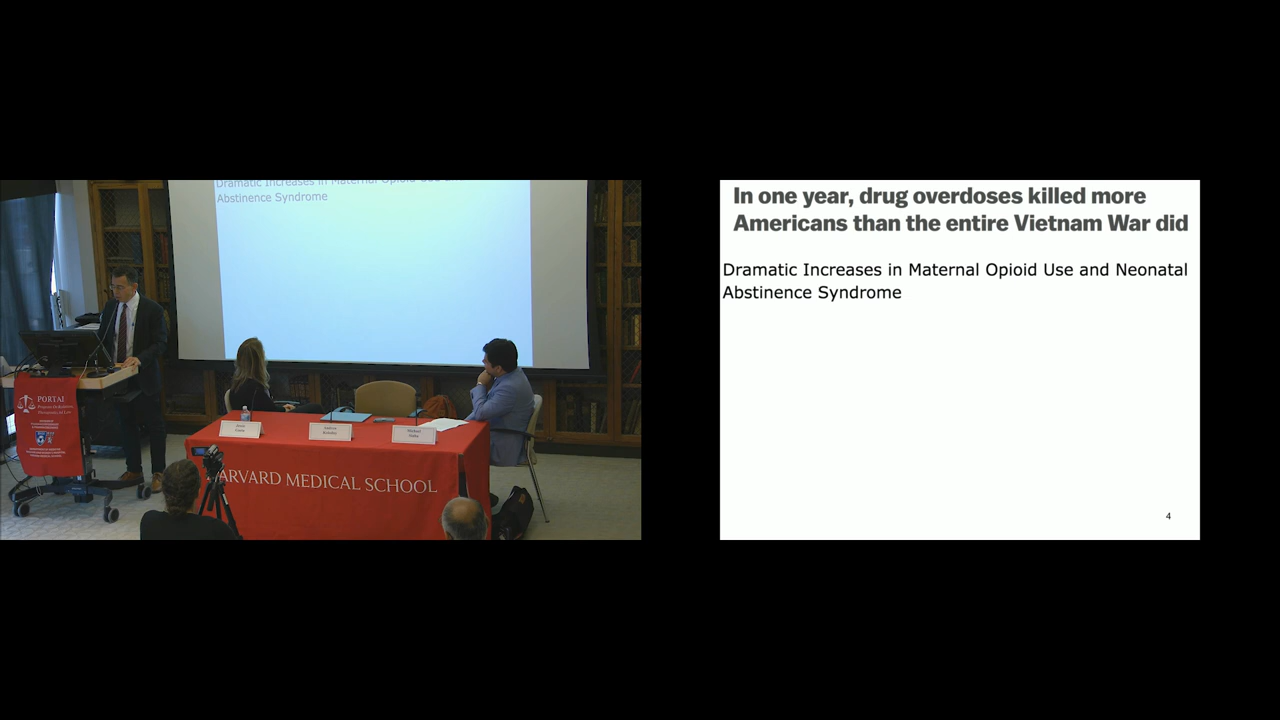 Dramatic Increases in Maternal Opioid Use
Abstinence Syndrome
PORTAL
HARVARD MEDICAL SCHOOL
In one year, drug overdoses killed more
Americans than the entire Vietnam War did
Dramatic Increases in Maternal Opioid Use and Neonatal
Abstinence Syndrome
4